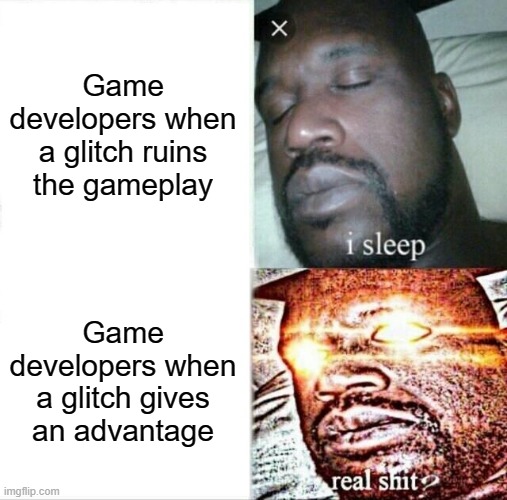 Game
developers when
a glitch ruins
the gameplay
i sleep
Game
developers when
a glitch gives
an advantage
real shit?
imgflip.com